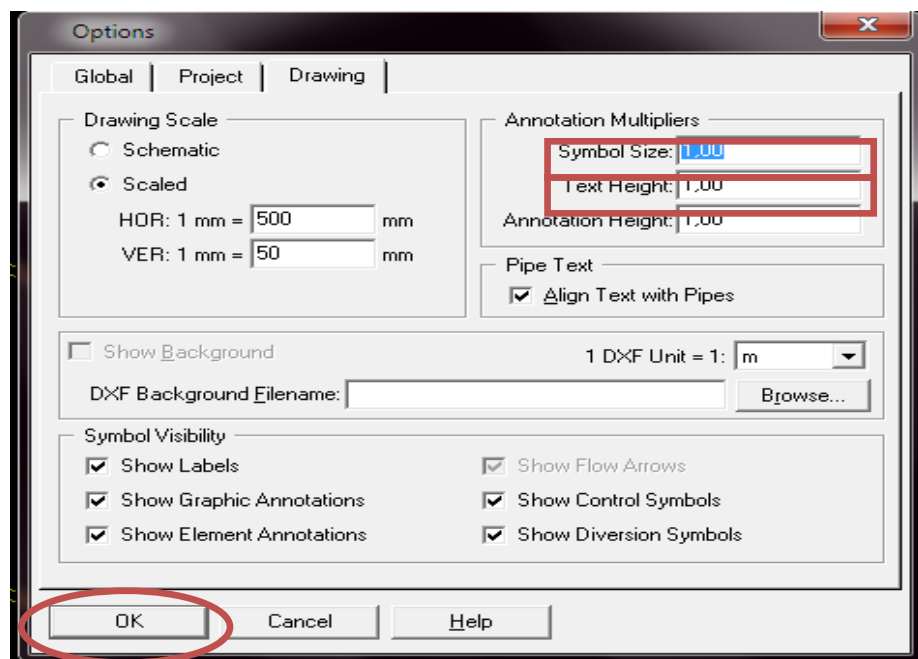 Options
Global Project Drawing
Drawing Scale
Schematic
Scaled
HOR: 1 mm = 500 mm
VER: 1 mm = 50 mm
Annotation Multipliers
Symbol Size: 1,00
Text Height: 1,00
Annotation Height: 1,00
Pipe Text
Align Text with Pipes
Show Background
1 DXF Unit = 1: m
DXF Background Filename:
Browse...
Symbol Visibility
Show Labels
Show Graphic Annotations
Show Element Annotations
Show Flow Arrows
Show Control Symbols
Show Diversion Symbols
OK Cancel Help